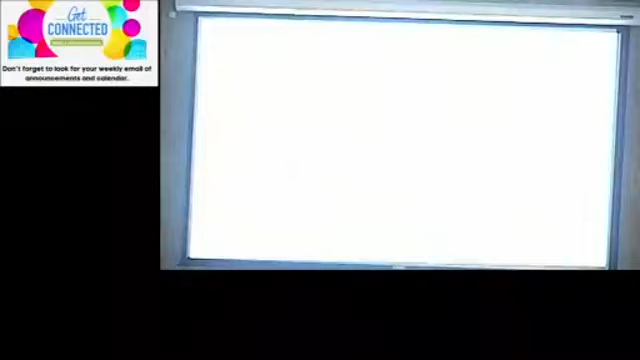 Get
CONNECTED
Don't forget to look for your weekly email of
announcements and calendar.